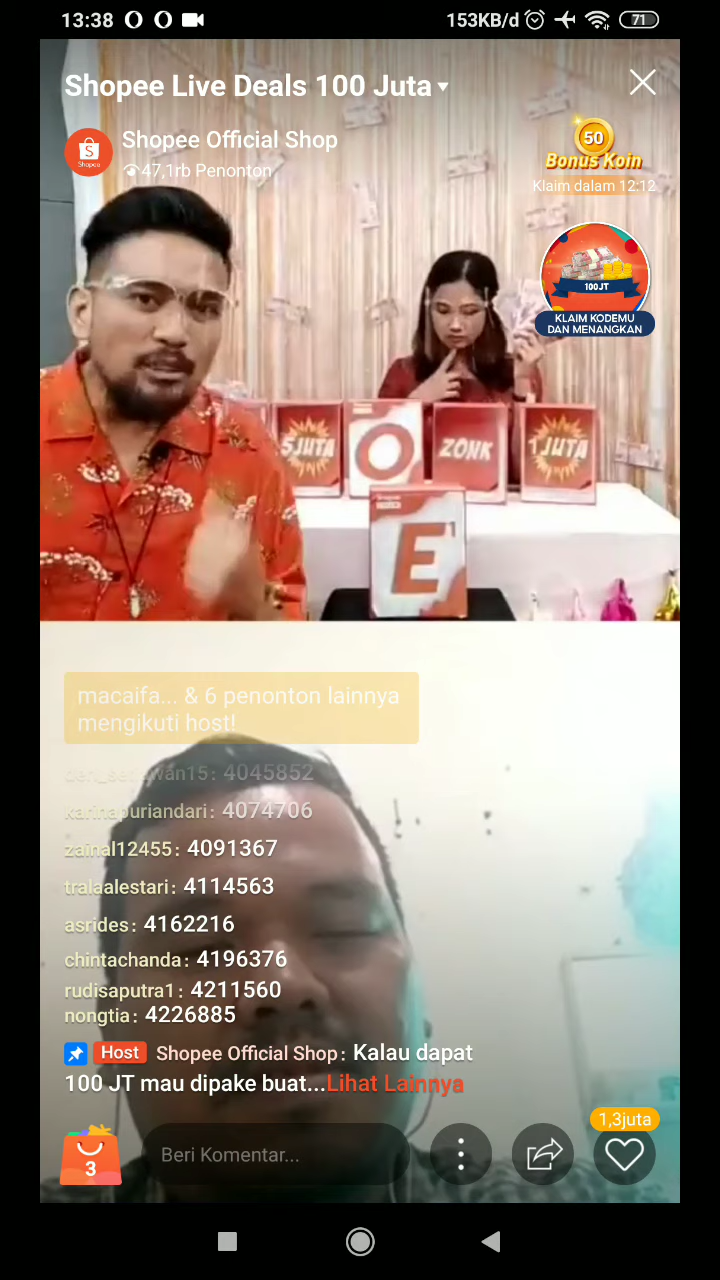 13:38
153KB/d
71
Shopee Live Deals 100 Juta
Shopee Official Shop
47,1rb Penonton
50
Bonus Koin
Klaim dalam 12:12
100JT
KLAIM KODEMU
DAN MENANGKAN
Shopee
5JUTA
O
ZONK
1JUTA
E
macaifa... & 6 penonton lainnya
mengikuti host!
15: 4045852
karinapuriandari: 4074706
zainal12455: 4091367
tralaalestari: 4114563
asrides: 4162216
chintachanda: 4196376
rudisaputra1: 4211560
nongtia: 4226885
Host Shopee Official Shop: Kalau dapat
100 JT mau dipake buat...Lihat Lainnya
1,3juta
3
Beri Komentar...